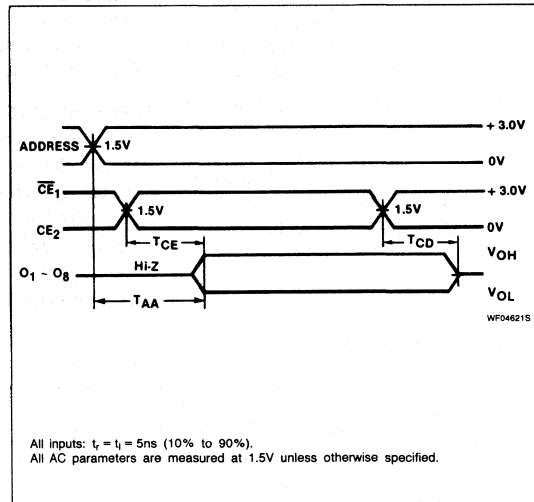 + 3.0V
ADDRESS
1.5V
0V
C̅E̅1
+ 3.0V
1.5V
1.5V
CE2
0V
TCE
TCD
VOH
Hi-Z
O1 ~ O8
TAA
VOL
WF04621S
All inputs: tr = tf = 5ns (10% to 90%).
All AC parameters are measured at 1.5V unless otherwise specified.